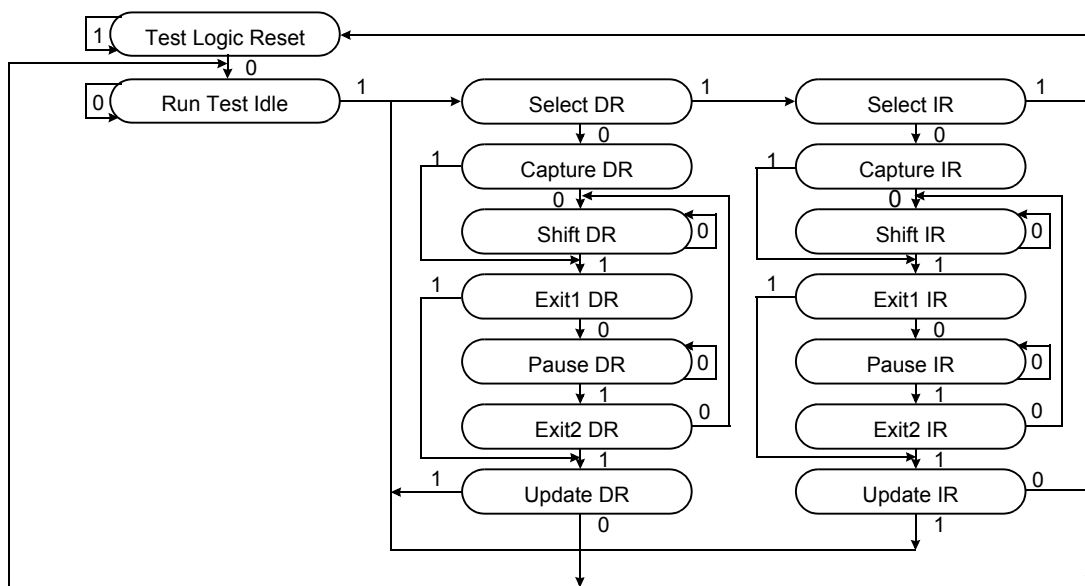 Test Logic Reset
1
0
Run Test Idle
0
1
Select DR
1
Select IR
1
0
0
Capture DR
1
Capture IR
1
0
0
Shift DR
0
Shift IR
0
1
1
Exit1 DR
1
Exit1 IR
1
0
0
Pause DR
0
Pause IR
0
1
1
Exit2 DR
0
Exit2 IR
0
1
1
Update DR
1
Update IR
0
0
1